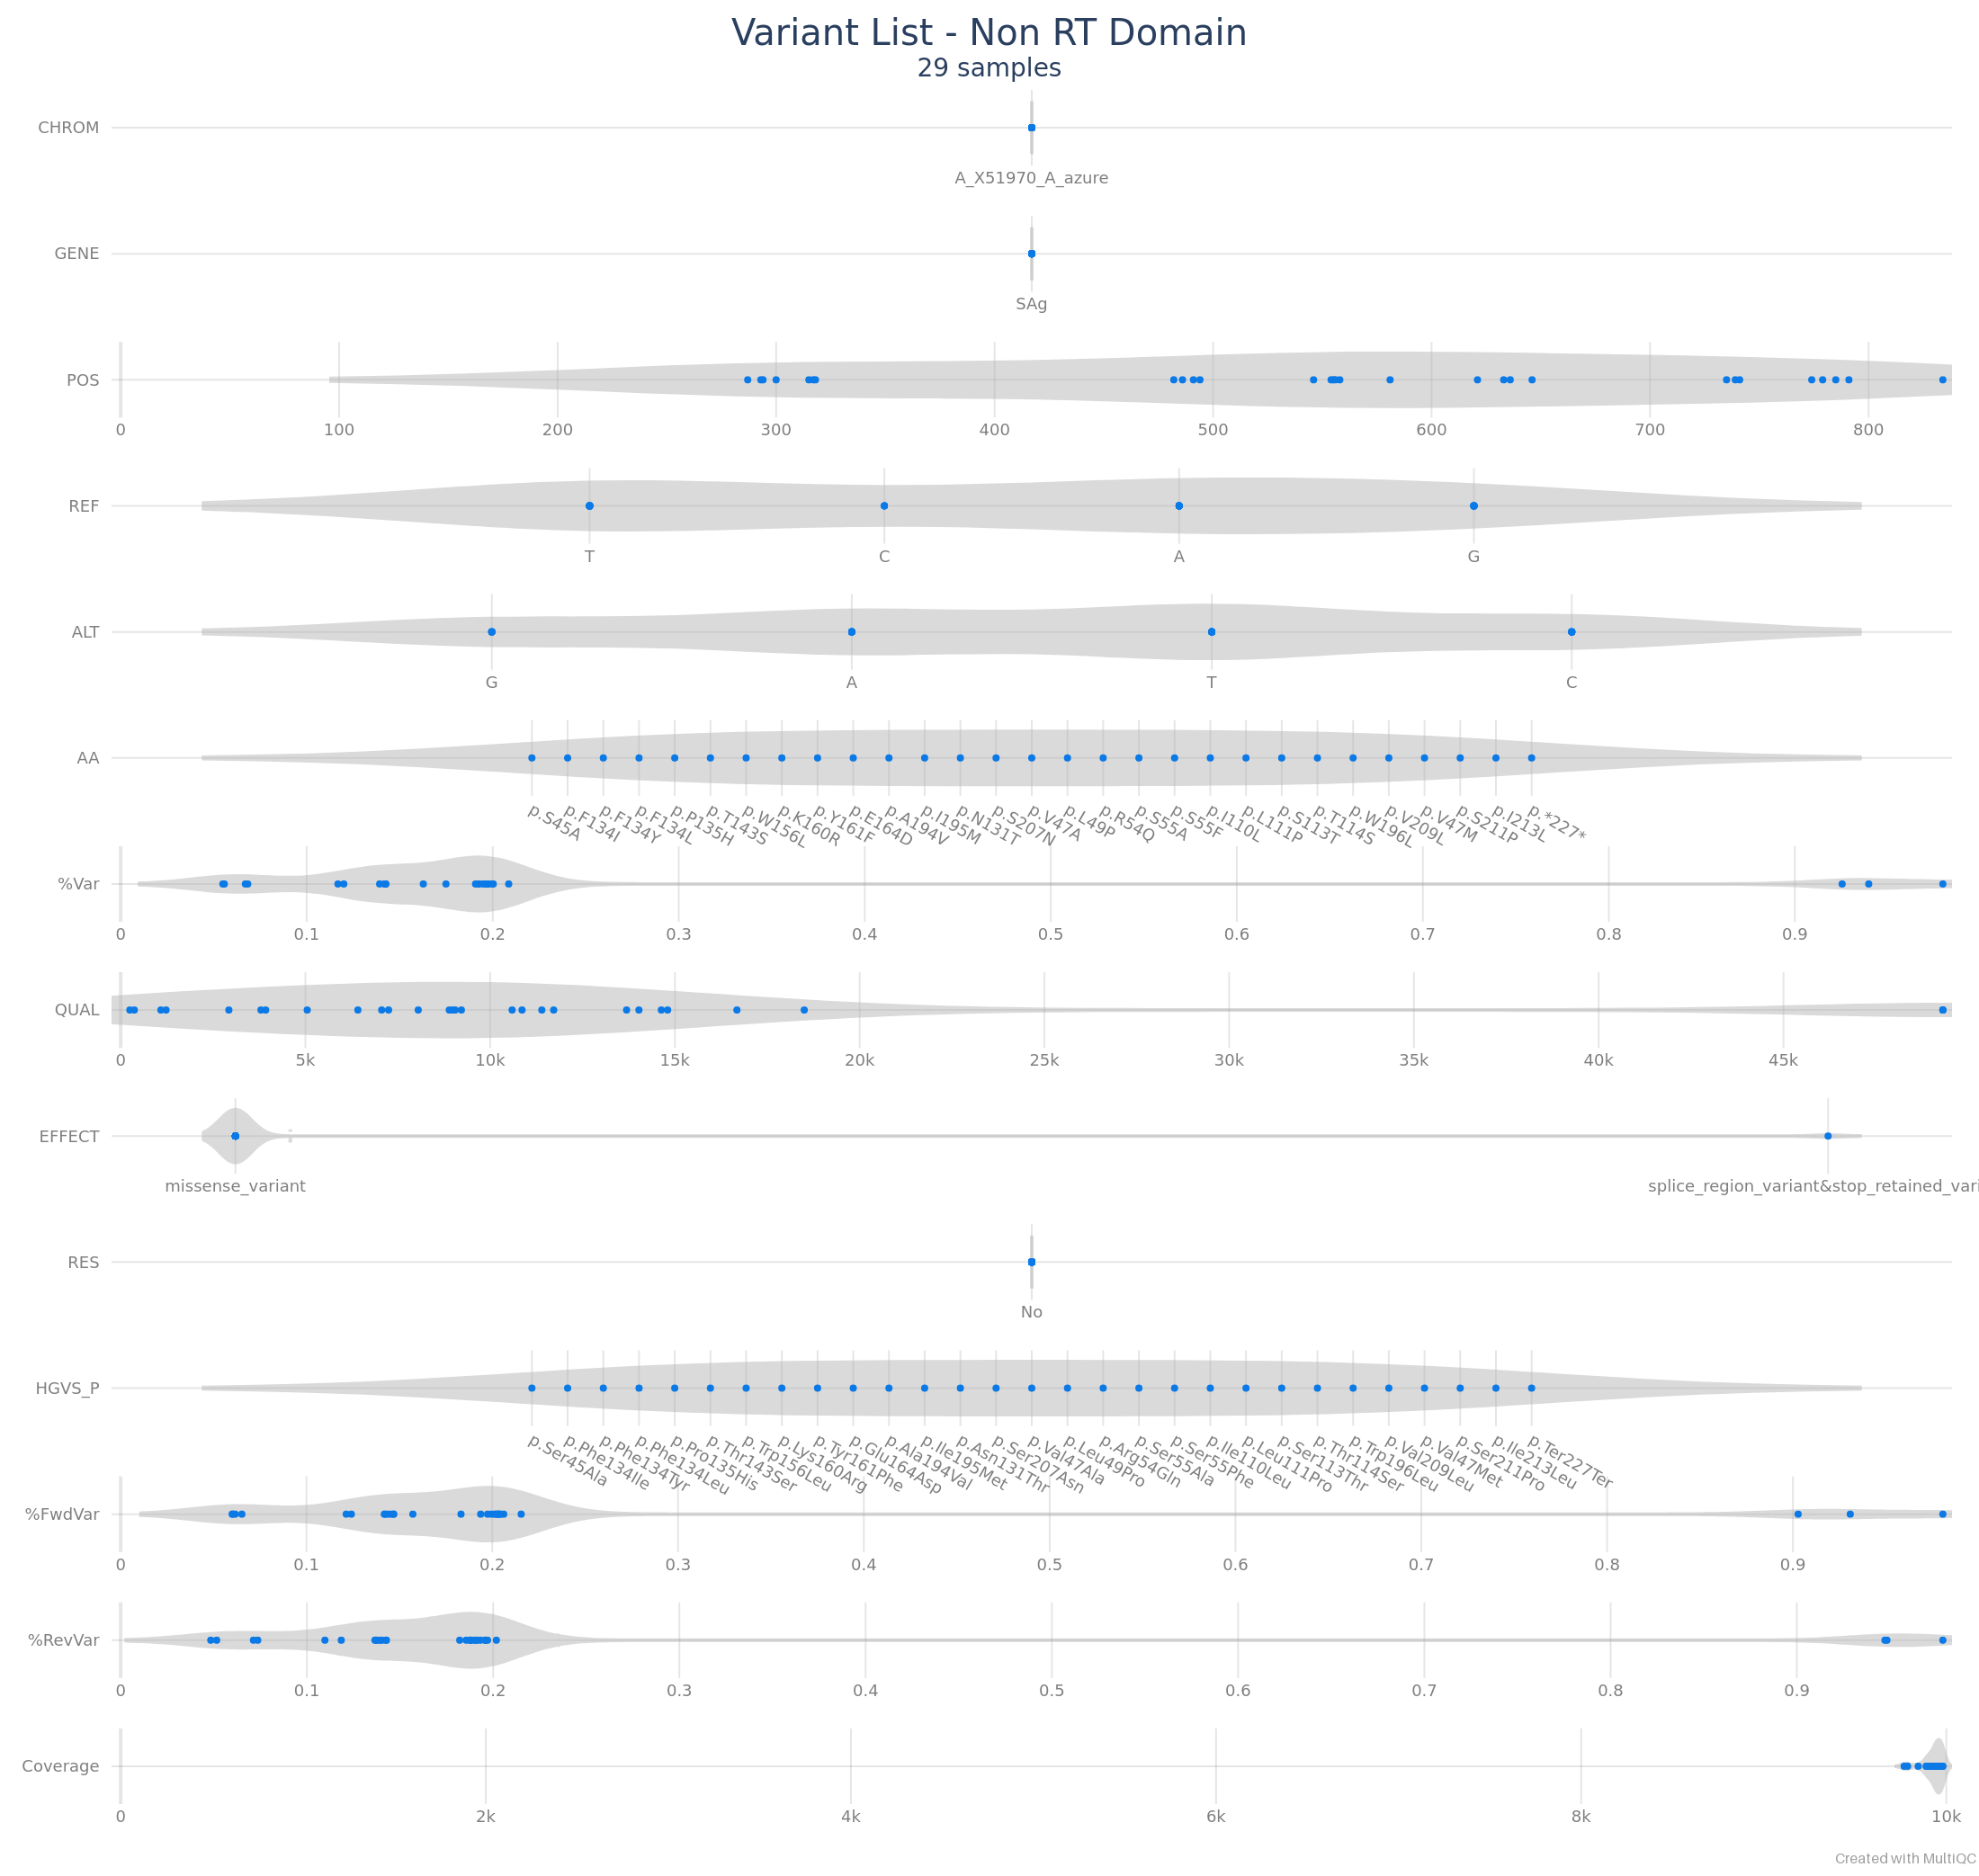 Variant List - Non RT Domain
29 samples
CHROM
A_X51970_A_azure
GENE
SAg
POS
0 100 200 300 400 500 600 700 800
REF
T C A G
ALT
G A T C
AA
p.S45A p.F134I p.F134Y p.F134L p.P135H p.T143S p.W156L p.K160R p.Y161F p.E164D p.A194V p.I195M p.N131T p.S207N p.V47A p.L49P p.R54Q p.S55A p.S55F p.I110L p.L111P p.S113T p.T114S p.W196L p.V209L p.V47M p.S211P p.I213L p.*227*
%Var
0 0.1 0.2 0.3 0.4 0.5 0.6 0.7 0.8 0.9
QUAL
0 5k 10k 15k 20k 25k 30k 35k 40k 45k
EFFECT
missense_variant splice_region_variant&stop_retained_vari
RES
No
HGVS_P
p.Ser45Ala p.Phe134Ile p.Phe134Tyr p.Phe134Leu p.Pro135His p.Thr143Ser p.Trp156Leu p.Lys160Arg p.Tyr161Phe p.Glu164Asp p.Ala194Val p.Ile195Met p.Asn131Thr p.Ser207Asn p.Val47Ala p.Leu49Pro p.Arg54Gln p.Ser55Ala p.Ser55Phe p.Ile110Leu p.Leu111Pro p.Ser113Thr p.Thr114Ser p.Trp196Leu p.Val209Leu p.Val47Met p.Ser211Pro p.Ile213Leu p.Ter227Ter
%FwdVar
0 0.1 0.2 0.3 0.4 0.5 0.6 0.7 0.8 0.9
%RevVar
0 0.1 0.2 0.3 0.4 0.5 0.6 0.7 0.8 0.9
Coverage
0 2k 4k 6k 8k 10k
Created with MultiQC